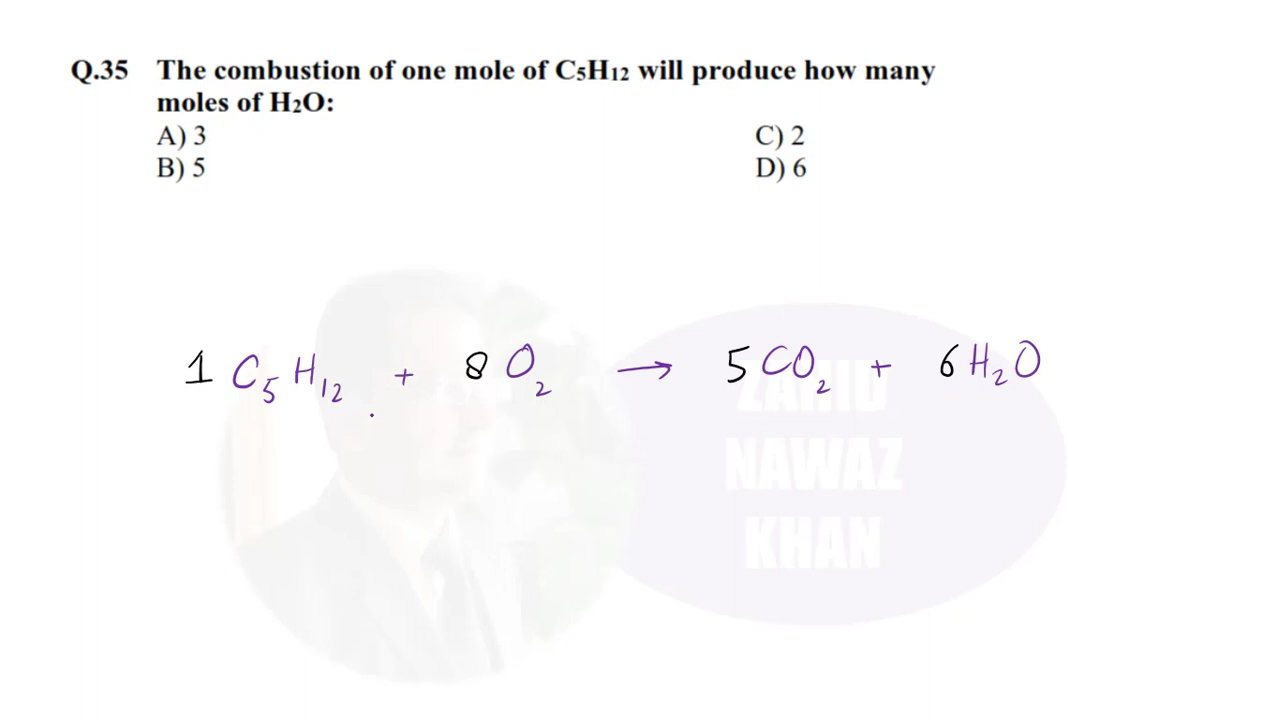 Q.35 The combustion of one mole of C5H12 will produce how many
moles of H2O:
A) 3 C) 2
B) 5 D) 6
1 C5H12 + 8 O2 → 5 CO2 + 6 H2O
ZAHID
NAWAZ
KHAN